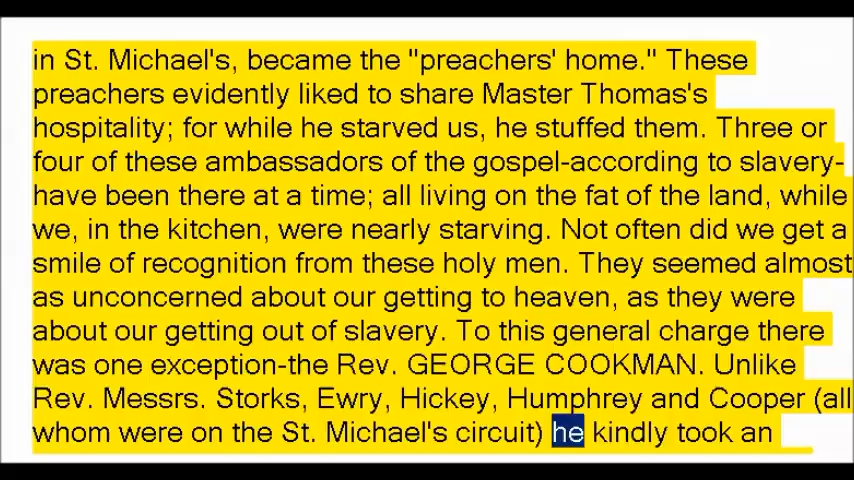 in St. Michael's, became the "preachers' home." These
preachers evidently liked to share Master Thomas's
hospitality; for while he starved us, he stuffed them. Three or
four of these ambassadors of the gospel-according to slavery-
have been there at a time; all living on the fat of the land, while
we, in the kitchen, were nearly starving. Not often did we get a
smile of recognition from these holy men. They seemed almost
as unconcerned about our getting to heaven, as they were
about our getting out of slavery. To this general charge there
was one exception-the Rev. GEORGE COOKMAN. Unlike
Rev. Messrs. Storks, Ewry, Hickey, Humphrey and Cooper (all
whom were on the St. Michael's circuit) he kindly took an